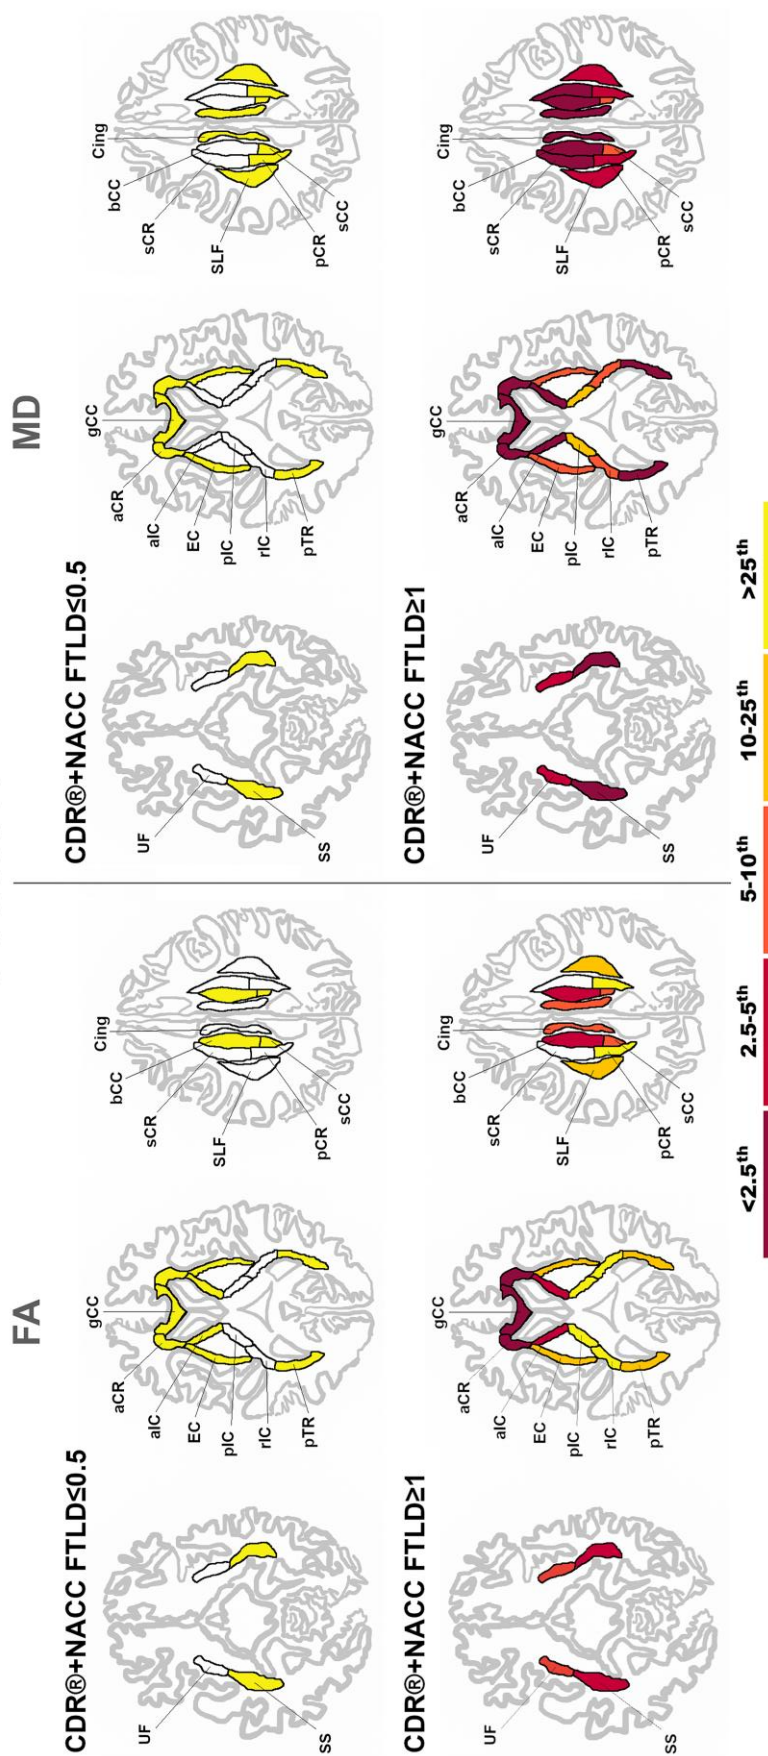 FA
MD
CDR®+NACC FTLD≤0.5
UF
SS
gCC
aCR
aIC
EC
pIC
rIC
pTR
Cing
bCC
sCR
SLF
pCR
sCC
CDR®+NACC FTLD≤0.5
UF
SS
gCC
aCR
aIC
EC
pIC
rIC
pTR
Cing
bCC
sCR
SLF
pCR
sCC
CDR®+NACC FTLD≥1
UF
SS
gCC
aCR
aIC
EC
pIC
rIC
pTR
Cing
bCC
sCR
SLF
pCR
sCC
CDR®+NACC FTLD≥1
UF
SS
gCC
aCR
aIC
EC
pIC
rIC
pTR
Cing
bCC
sCR
SLF
pCR
sCC
<2.5th
2.5-5th
5-10th
10-25th
>25th